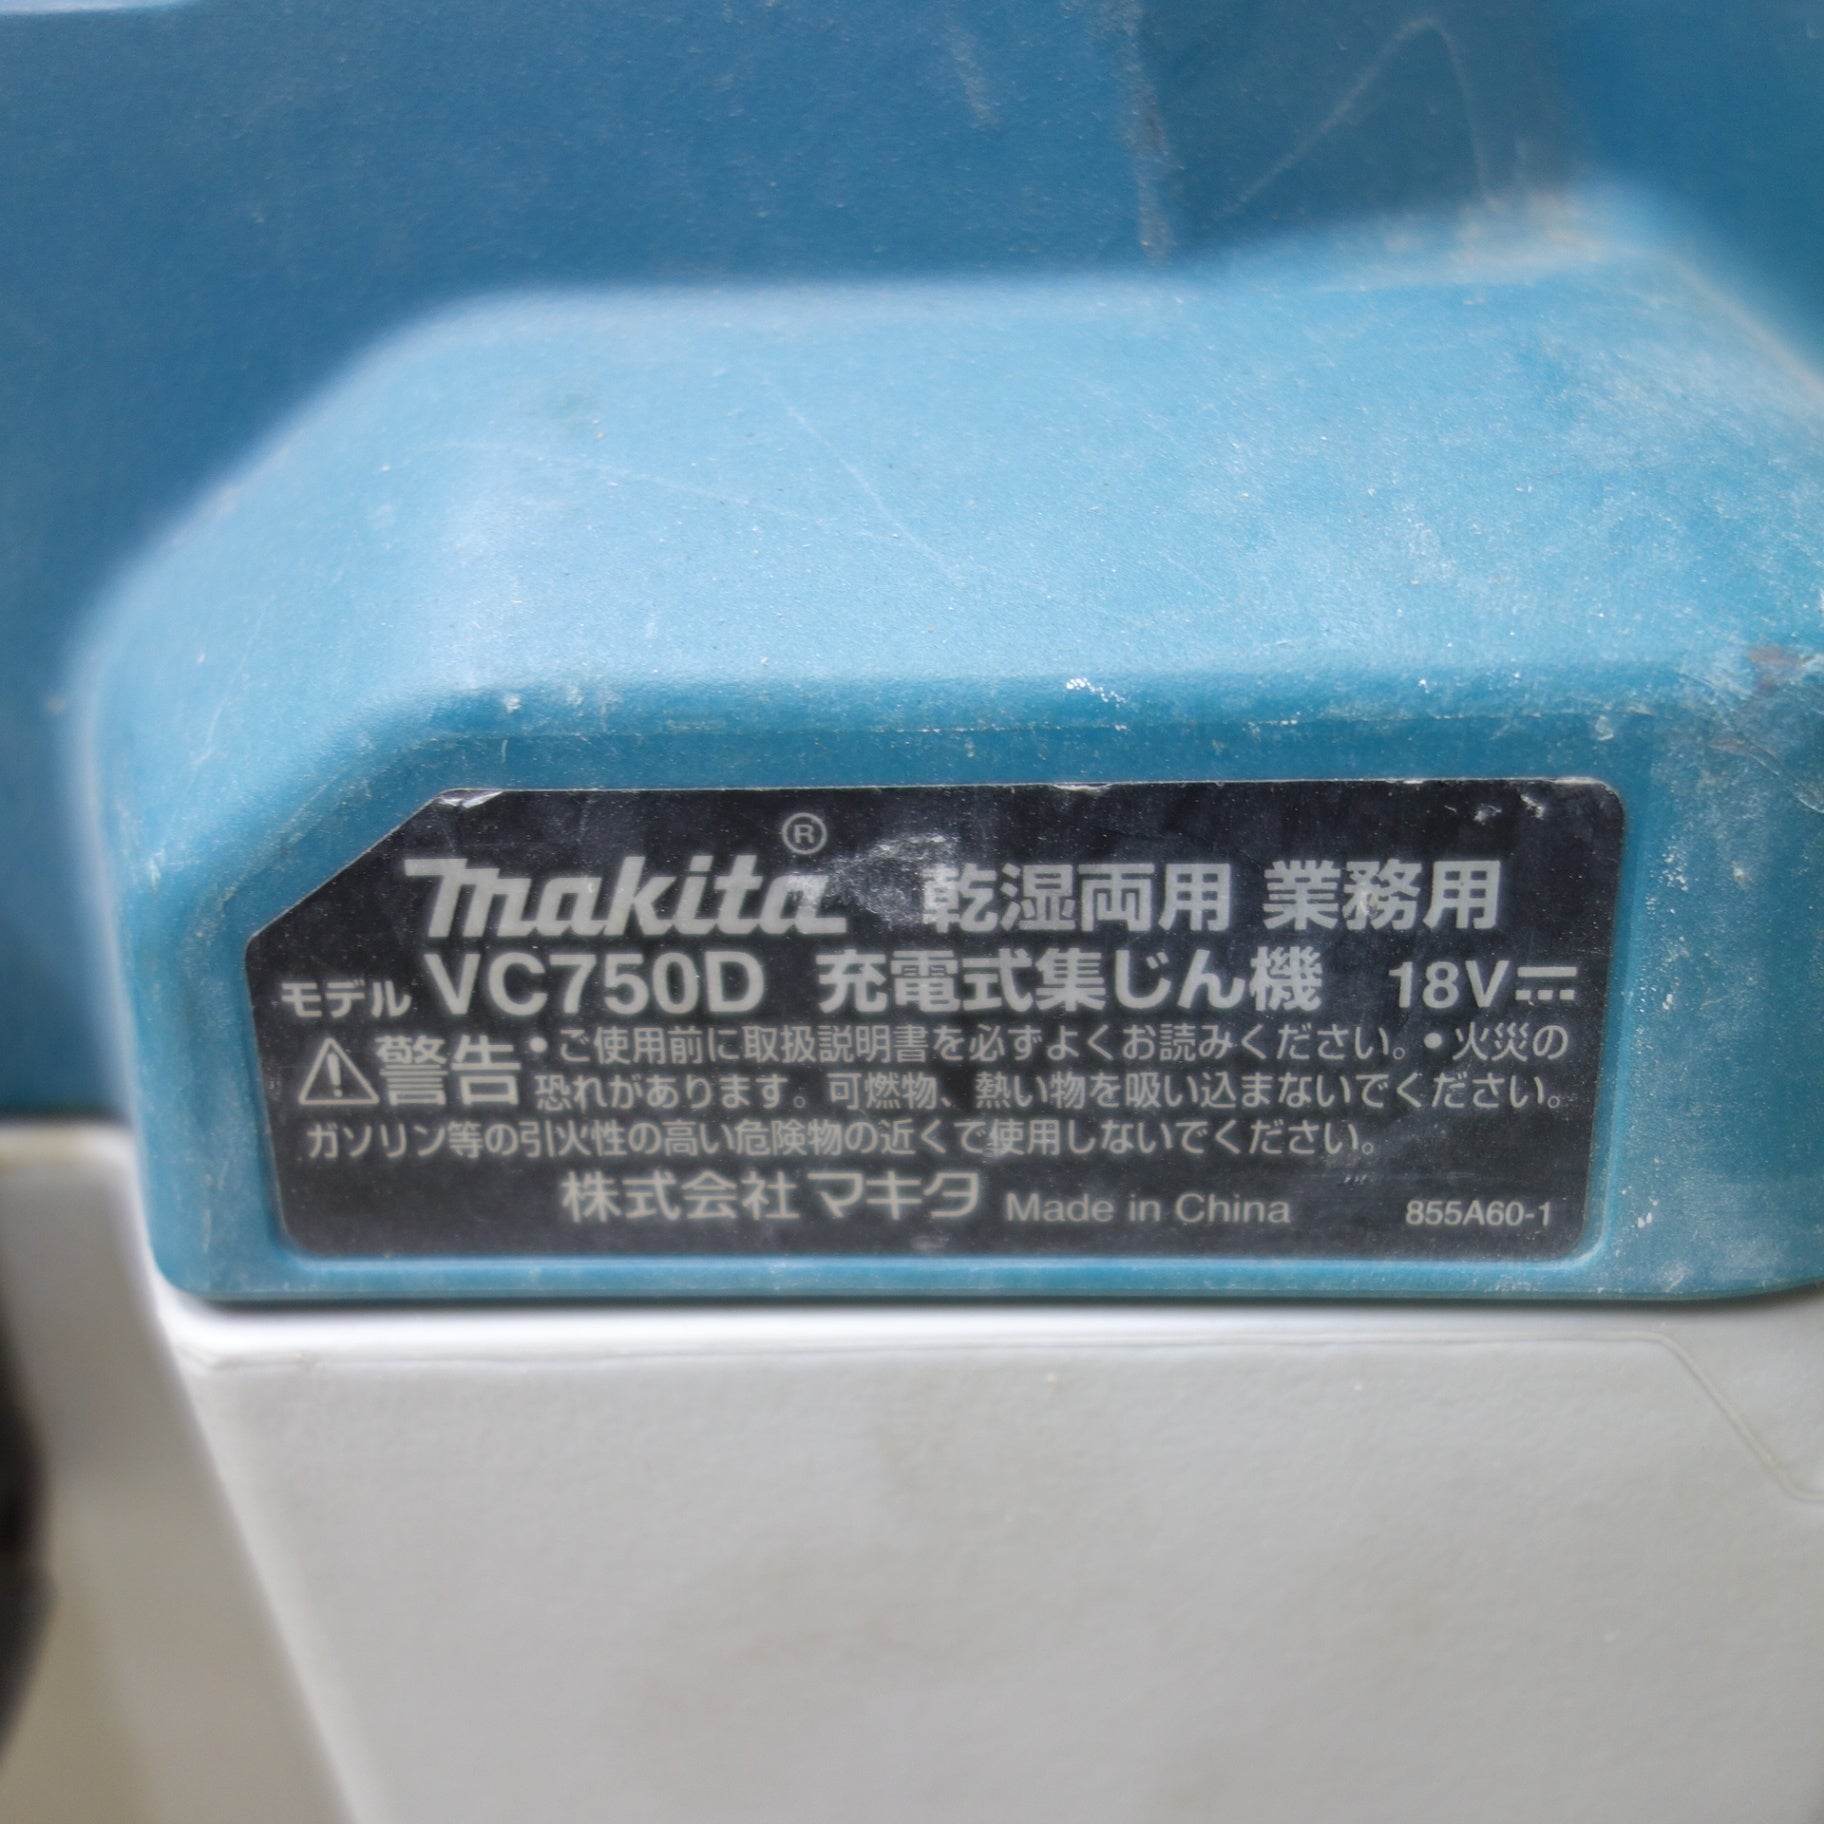 makita® 乾湿両用 業務用
モデル VC750D 充電式集じん機 18V⎓
⚠警告 •ご使用前に取扱説明書を必ずよくお読みください。•火災の
恐れがあります。可燃物、熱い物を吸い込まないでください。
ガソリン等の引火性の高い危険物の近くで使用しないでください。
株式会社マキタ Made in China 855A60-1